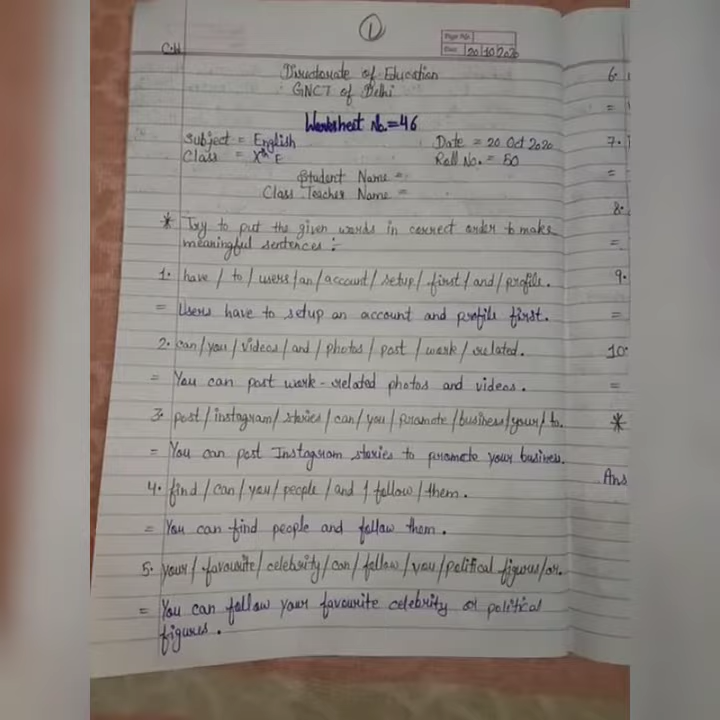 1
C.W
Page No.
Date 20/10/2020
Directorate of Education
GNCT of Delhi
Worksheet No. = 46
Subject = English
Date = 20 Oct 2020
Class = Xth E
Roll No. = 50
Student Name =
Class Teacher Name =
* Try to put the given words in correct order to make
meaningful sentences :-
1. have / to / users / an / account / setup / first / and / profile.
= Users have to setup an account and profile first.
2. can / you / videos / and / photos / post / work / related.
= You can post work-related photos and videos.
3. post / instagram / stories / can / you / promote / business / your / to.
= You can post Instagram stories to promote your business.
4. find / can / you / people / and / follow / them.
= You can find people and follow them.
5. your / favourite / celebrity / can / follow / you / political figures / or.
= You can follow your favourite celebrity or political
figures.
6.
=
7.
=
8.
=
9.
=
10.
=
*
Ans